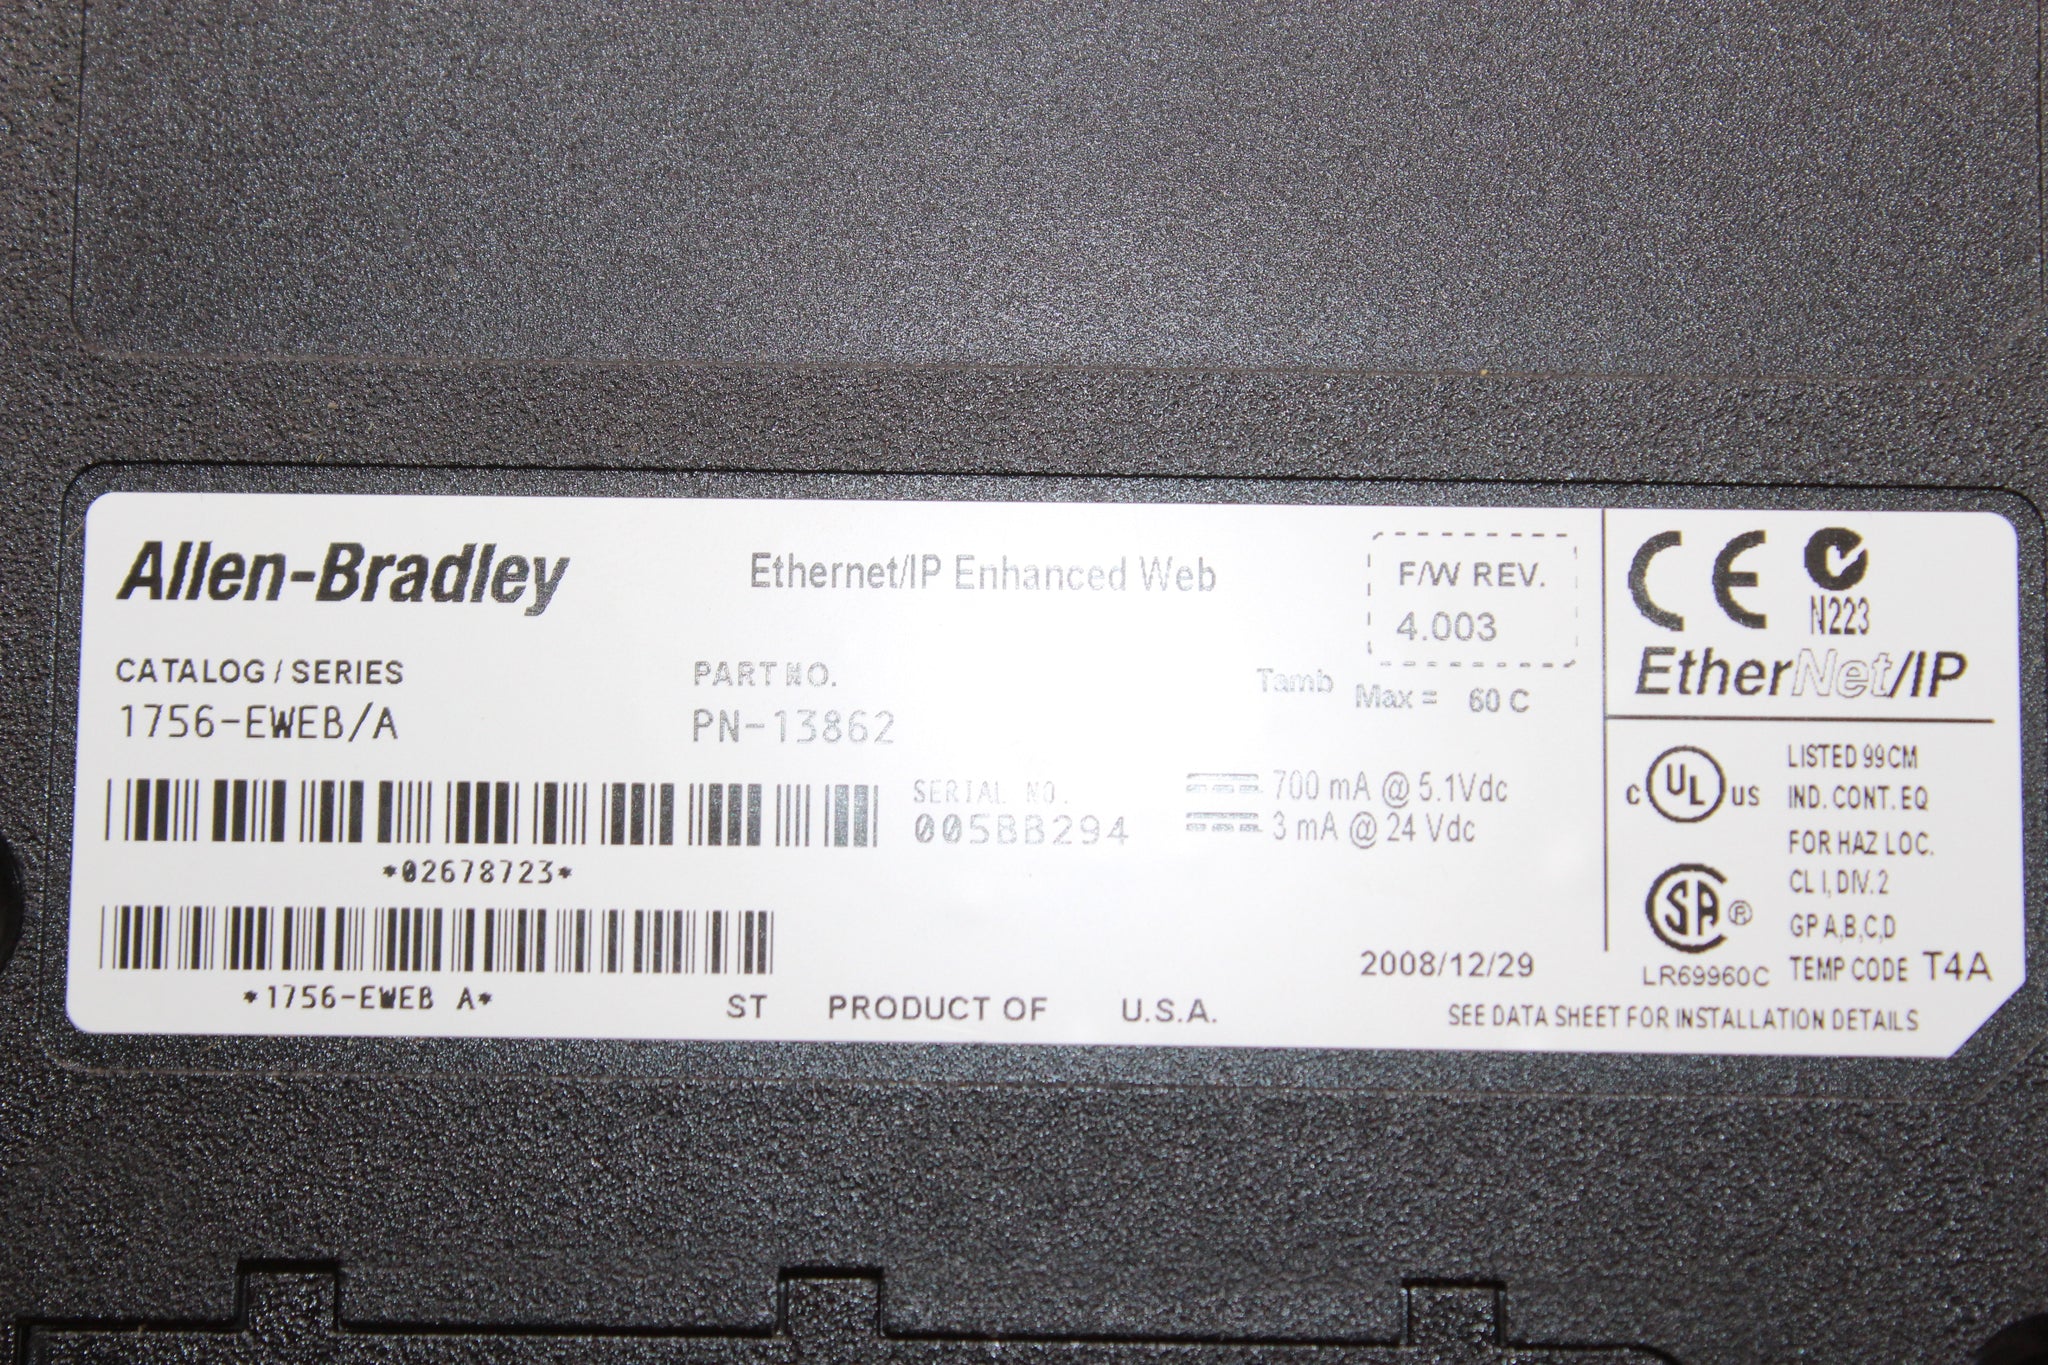 Allen-Bradley
Ethernet/IP Enhanced Web
F/W REV.
4.003
CATALOG / SERIES
1756-EWEB/A
PART NO.
PN-13862
Tamb Max = 60 C
*02678723*
SERIAL NO.
005BB294
700 mA @ 5.1Vdc
3 mA @ 24 Vdc
*1756-EWEB A*
ST PRODUCT OF U.S.A.
2008/12/29
CE
N223
EtherNet/IP
C UL US
LISTED 99CM
IND. CONT. EQ
FOR HAZ LOC.
CL I, DIV. 2
GP A,B,C,D
TEMP CODE T4A
SA ®
LR69960C
SEE DATA SHEET FOR INSTALLATION DETAILS